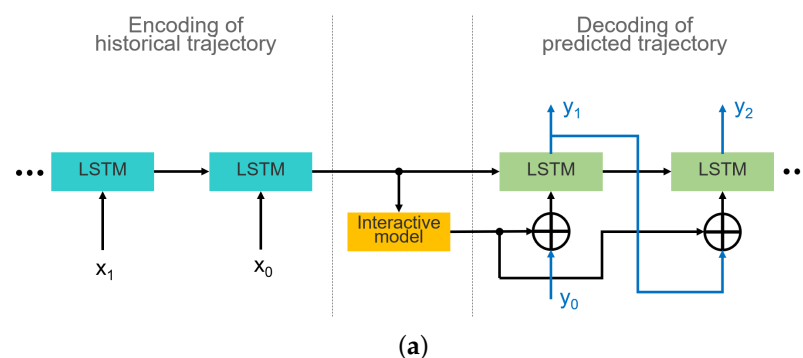 Encoding of
historical trajectory
Decoding of
predicted trajectory
y₁
y₂
LSTM
LSTM
LSTM
LSTM
Interactive
model
x₁
x₀
y₀
(a)